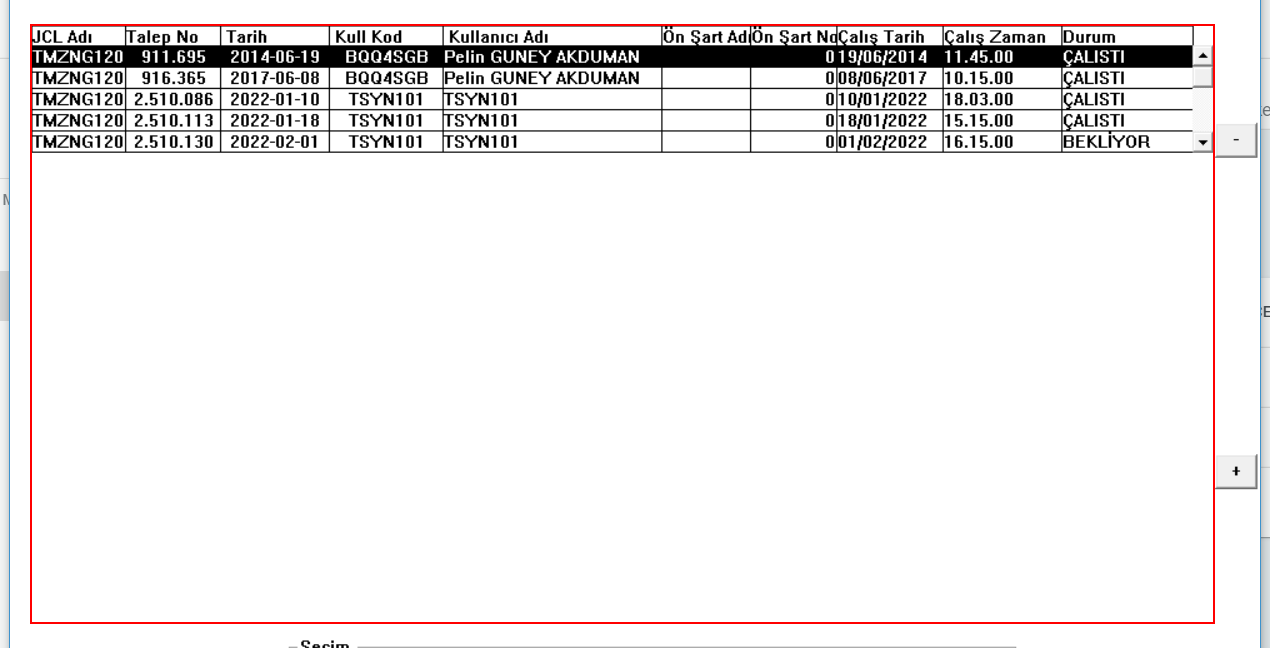 JCL Adı Talep No Tarih Kull Kod Kullanıcı Adı Ön Şart Ad Ön Şart No Çalış Tarih Çalış Zaman Durum
TMZNG120 911.695 2014-06-19 BQQ4SGB Pelin GUNEY AKDUMAN 0 19/06/2014 11.45.00 ÇALISTI
TMZNG120 916.365 2017-06-08 BQQ4SGB Pelin GUNEY AKDUMAN 0 08/06/2017 10.15.00 ÇALISTI
TMZNG120 2.510.086 2022-01-10 TSYN101 TSYN101 0 10/01/2022 18.03.00 ÇALISTI
TMZNG120 2.510.113 2022-01-18 TSYN101 TSYN101 0 18/01/2022 15.15.00 ÇALISTI
TMZNG120 2.510.130 2022-02-01 TSYN101 TSYN101 0 01/02/2022 16.15.00 BEKLİYOR
-
+
Seçim